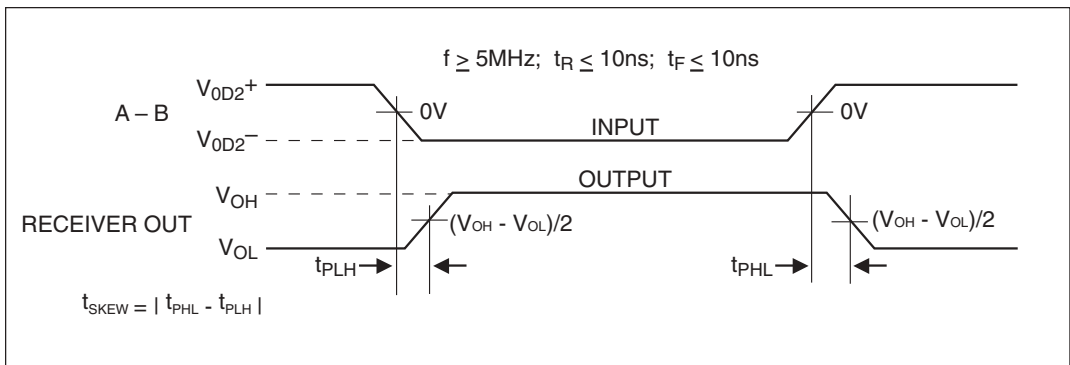 f ≥ 5MHz; tR ≤ 10ns; tF ≤ 10ns
V0D2+
A – B
0V
0V
V0D2–
INPUT
VOH
OUTPUT
RECEIVER OUT
(VOH - VOL)/2
(VOH - VOL)/2
VOL
tPLH
tPHL
tSKEW = | tPHL - tPLH |